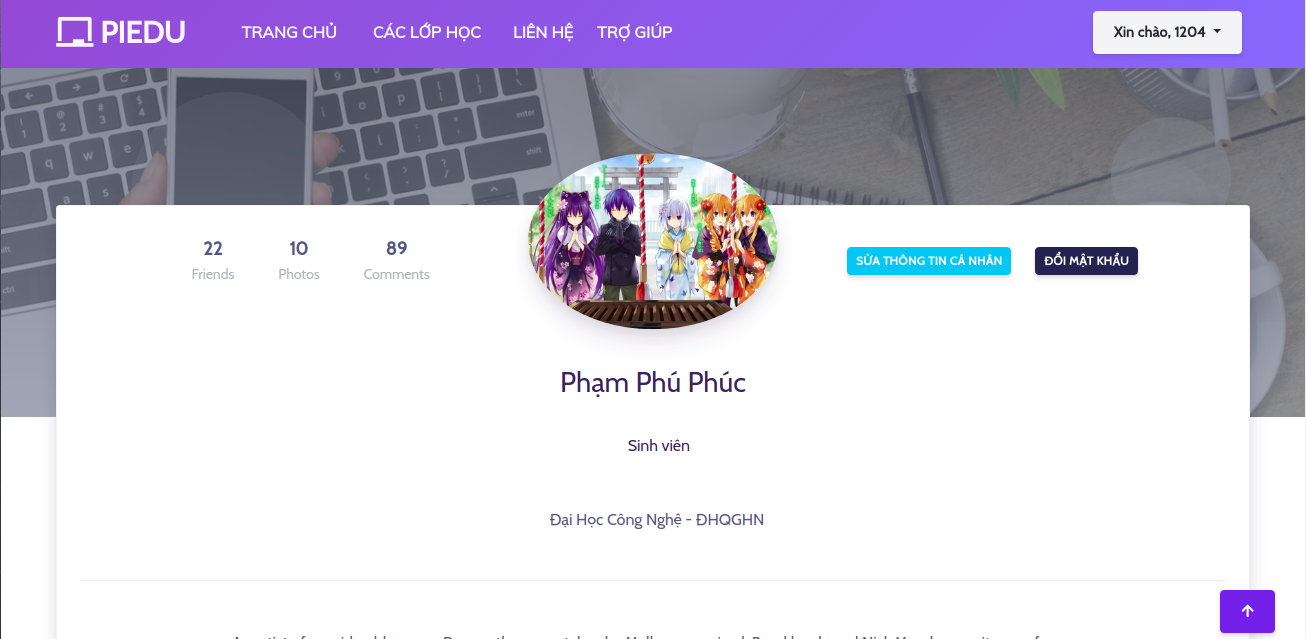 PIEDU
TRANG CHỦ
CÁC LỚP HỌC
LIÊN HỆ
TRỢ GIÚP
Xin chào, 1204
22
Friends
10
Photos
89
Comments
SỬA THÔNG TIN CÁ NHÂN
ĐỔI MẬT KHẨU
Phạm Phú Phúc
Sinh viên
Đại Học Công Nghệ - ĐHQGHN